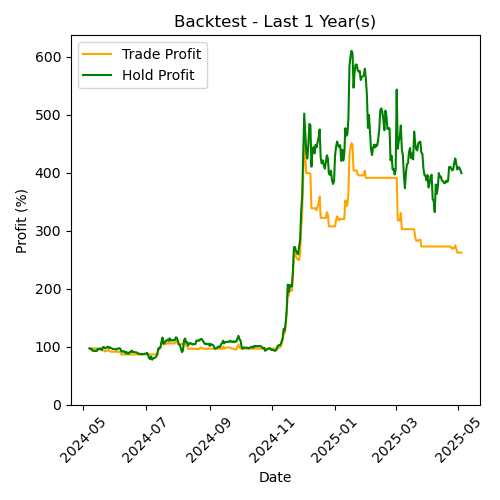 Backtest - Last 1 Year(s)
Trade Profit
Hold Profit
Profit (%)
600
500
400
300
200
100
0
2024-05
2024-07
2024-09
2024-11
2025-01
2025-03
2025-05
Date